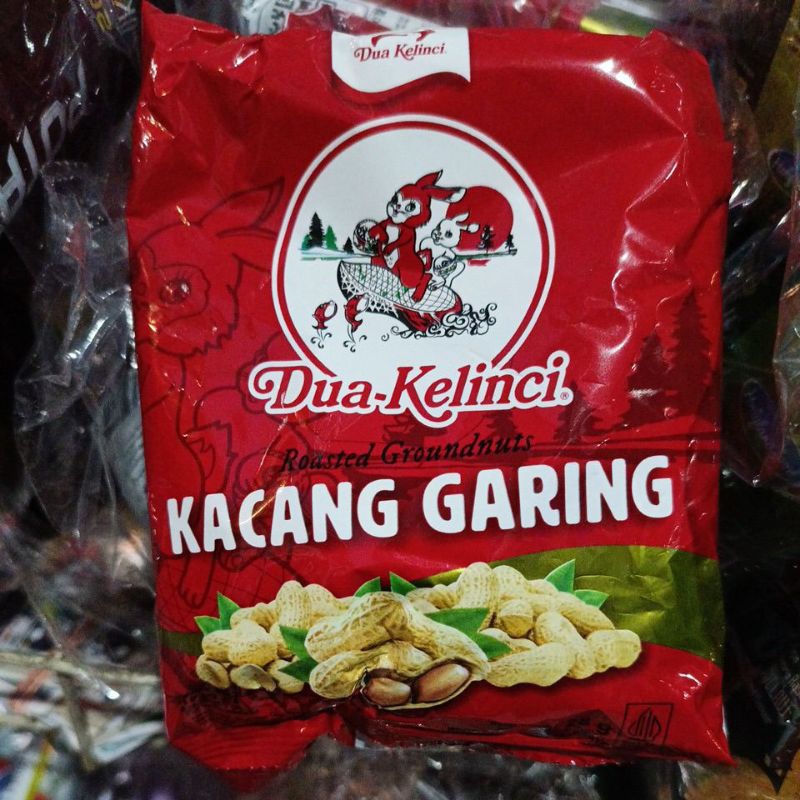 Dua Kelinci
Dua-Kelinci®
Roasted Groundnuts
KACANG GARING